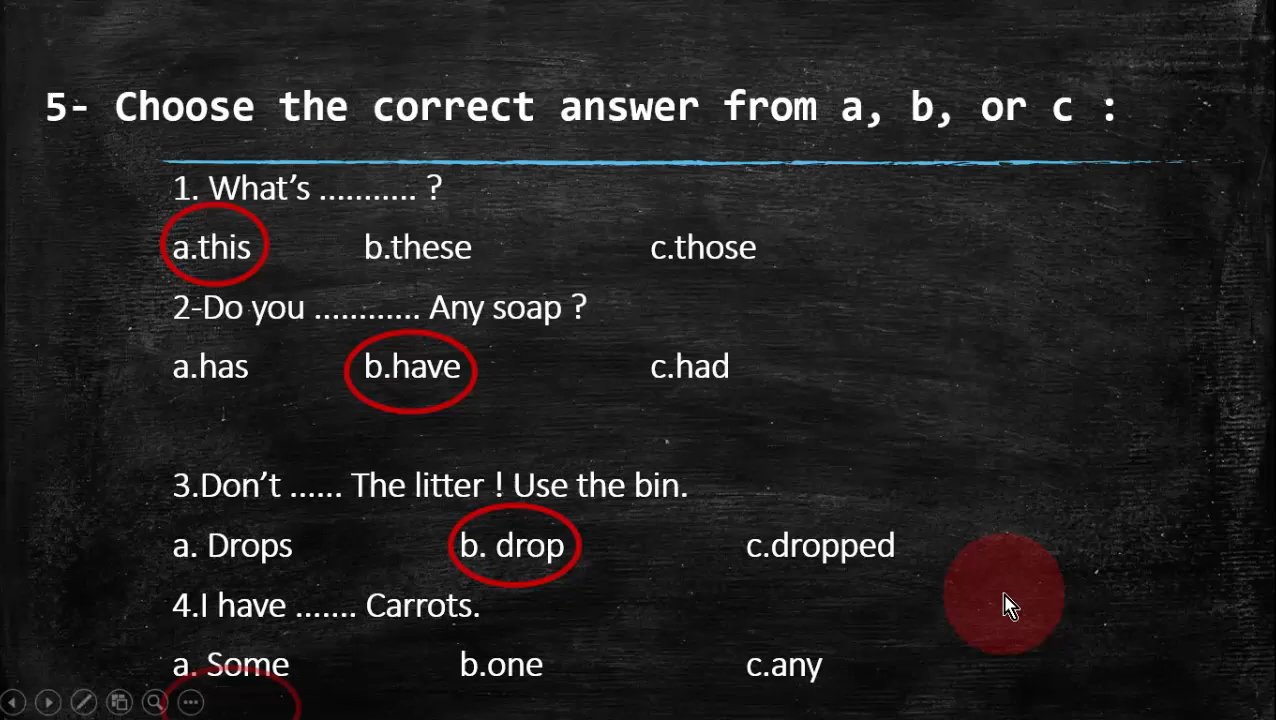 5- Choose the correct answer from a, b, or c :
1. What's ........... ?
a.this b.these c.those
2-Do you ............ Any soap ?
a.has b.have c.had
3.Don't ...... The litter ! Use the bin.
a. Drops b. drop c.dropped
4.I have ....... Carrots.
a. Some b.one c.any